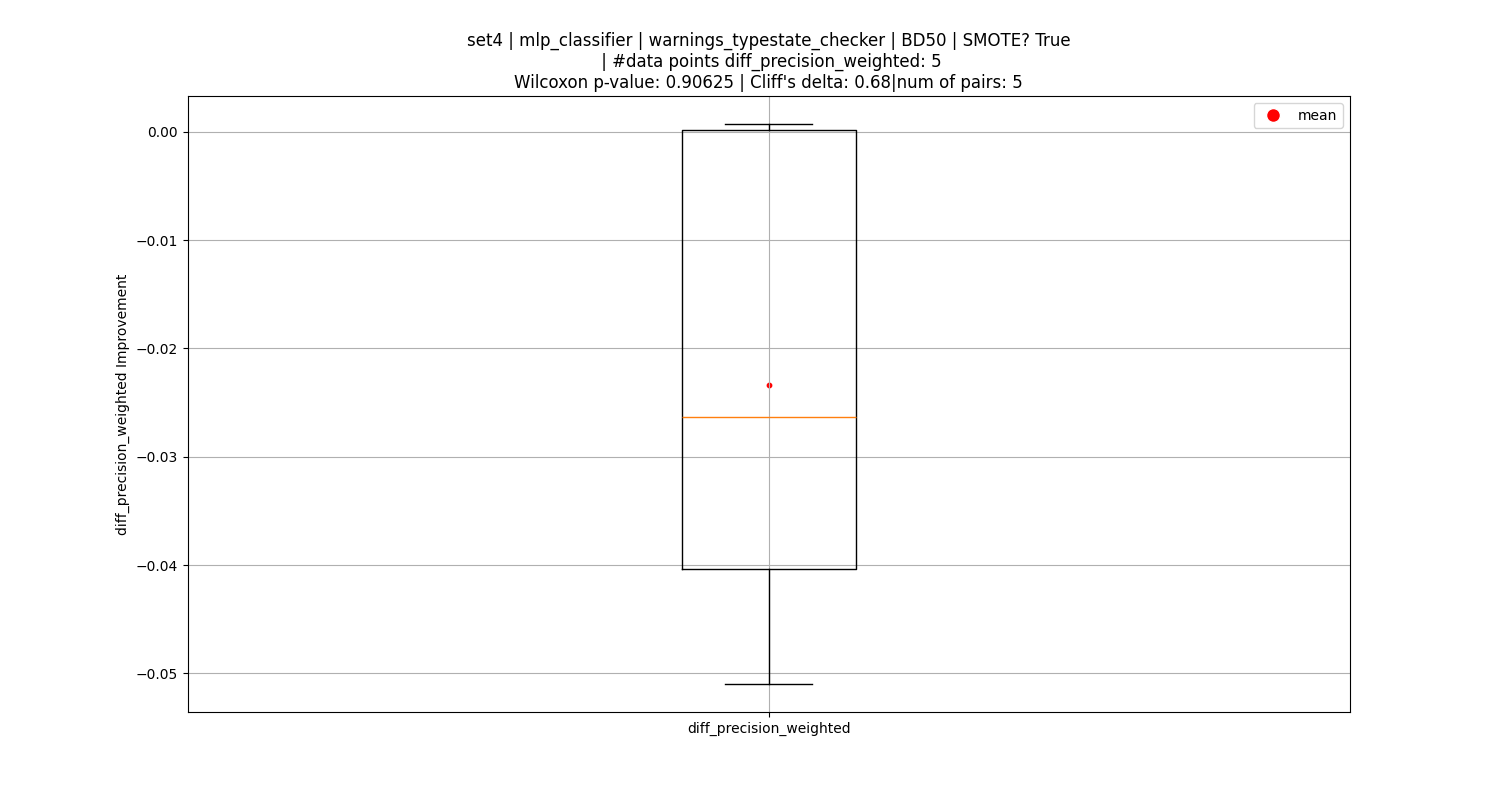 set4 | mlp_classifier | warnings_typestate_checker | BD50 | SMOTE? True
| #data points diff_precision_weighted: 5
Wilcoxon p-value: 0.90625 | Cliff's delta: 0.68|num of pairs: 5
mean
0.00
−0.01
−0.02
−0.03
−0.04
−0.05
diff_precision_weighted Improvement
diff_precision_weighted